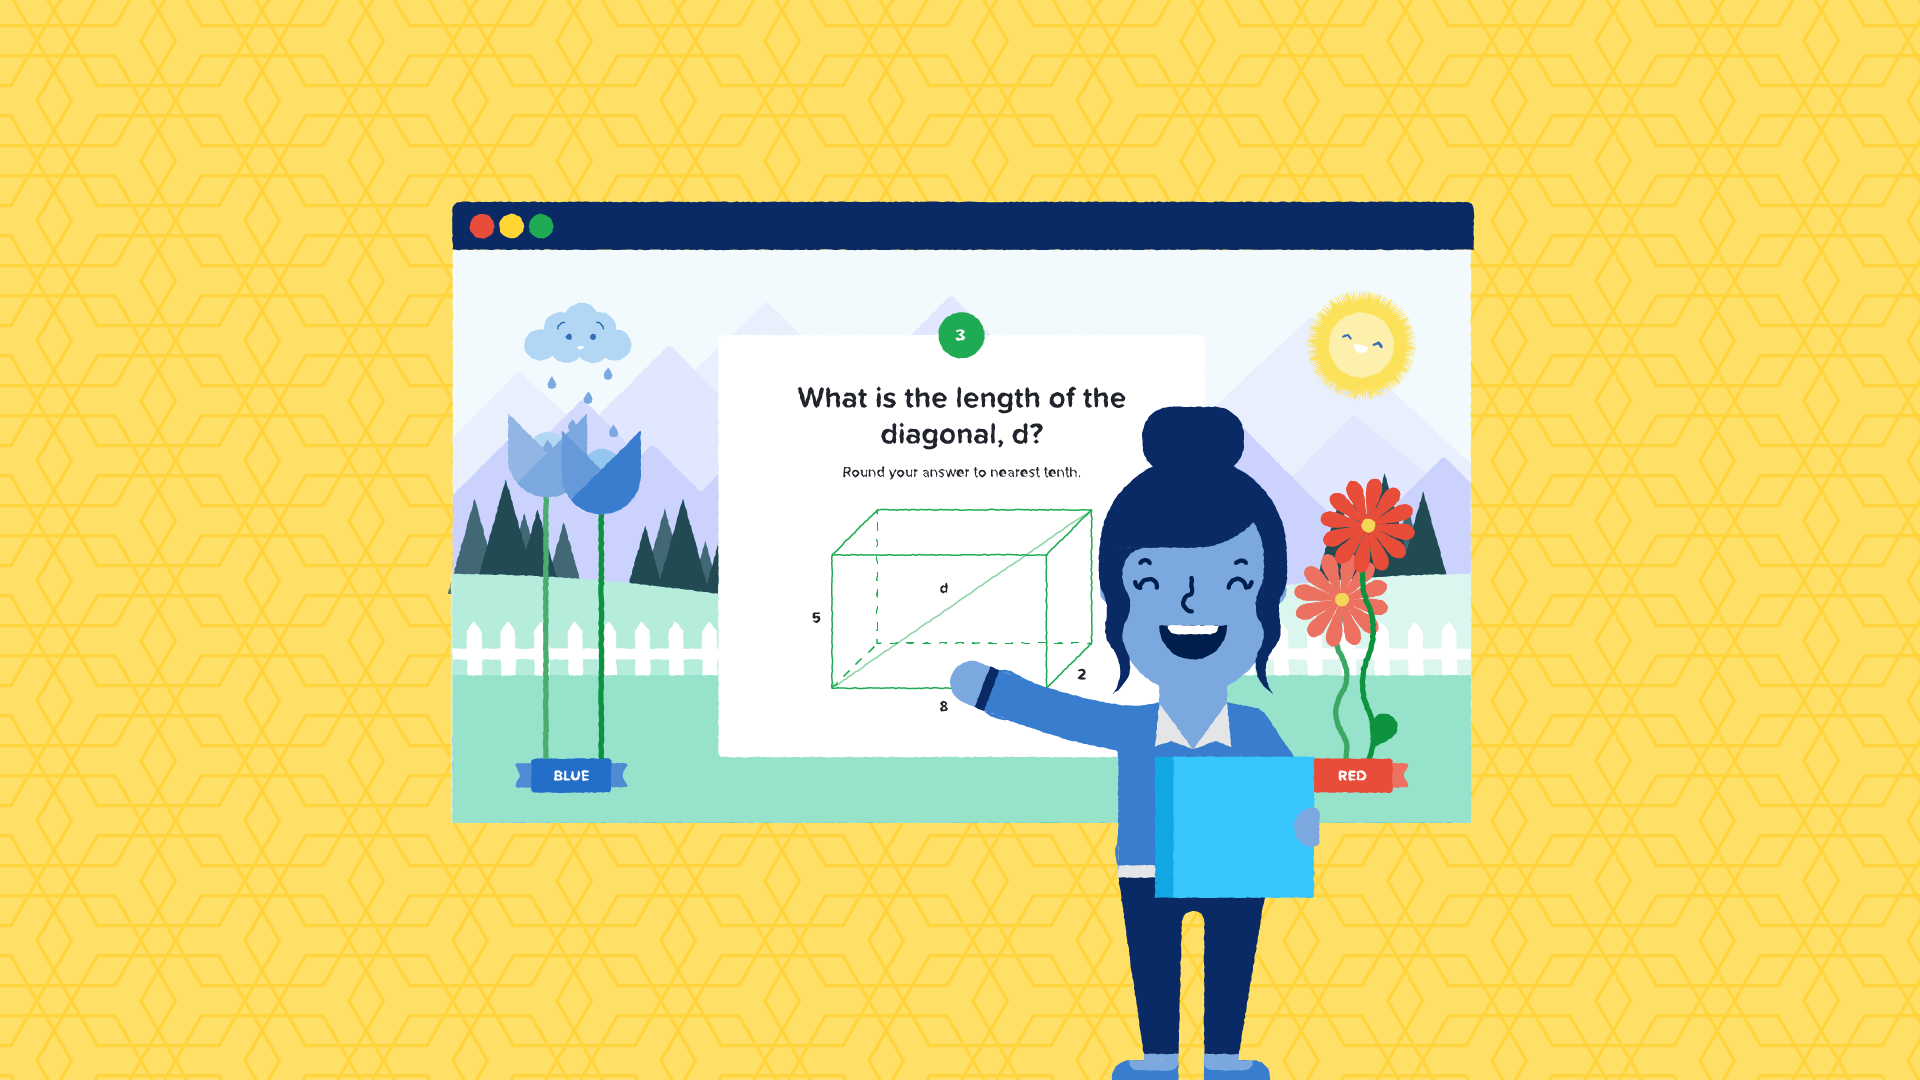 3
What is the length of the
diagonal, d?
Round your answer to nearest tenth.
d
5
2
8
BLUE
RED